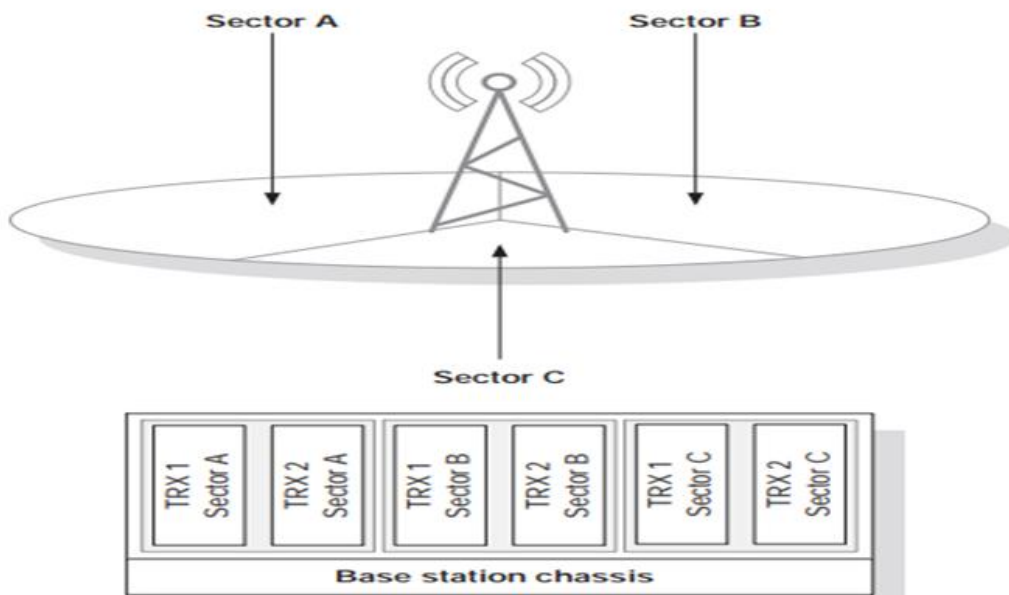 Sector A
Sector B
Sector C
TRX 1
Sector A
TRX 2
Sector A
TRX 1
Sector B
TRX 2
Sector B
TRX 1
Sector C
TRX 2
Sector C
Base station chassis